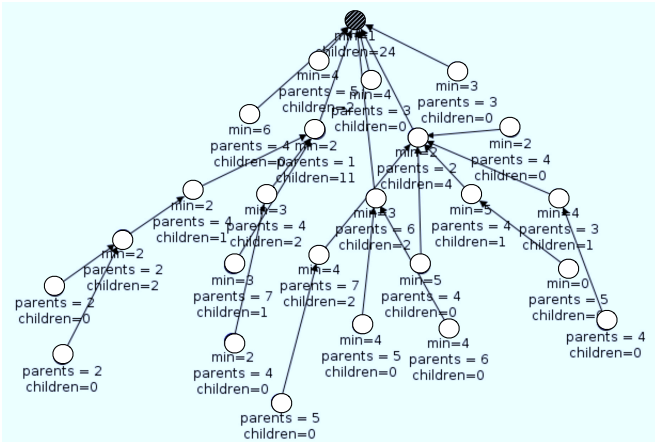 min=1
children=24
min=4
parents = 5
children=2
min=4
parents = 3
children=0
min=3
parents = 3
children=0
min=6
parents = 4
children=0
min=2
parents = 1
children=11
min=2
parents = 2
children=4
min=2
parents = 4
children=0
min=2
parents = 4
children=1
min=3
parents = 4
children=2
min=3
parents = 6
children=2
min=5
parents = 4
children=1
min=4
parents = 3
children=1
min=2
parents = 2
children=2
min=3
parents = 7
children=1
min=4
parents = 7
children=2
min=5
parents = 4
children=0
min=0
parents = 5
parents = 2
children=0
min=2
parents = 4
children=0
min=4
parents = 5
children=0
min=4
parents = 6
children=0
parents = 4
children=0
parents = 2
children=0
parents = 5
children=0